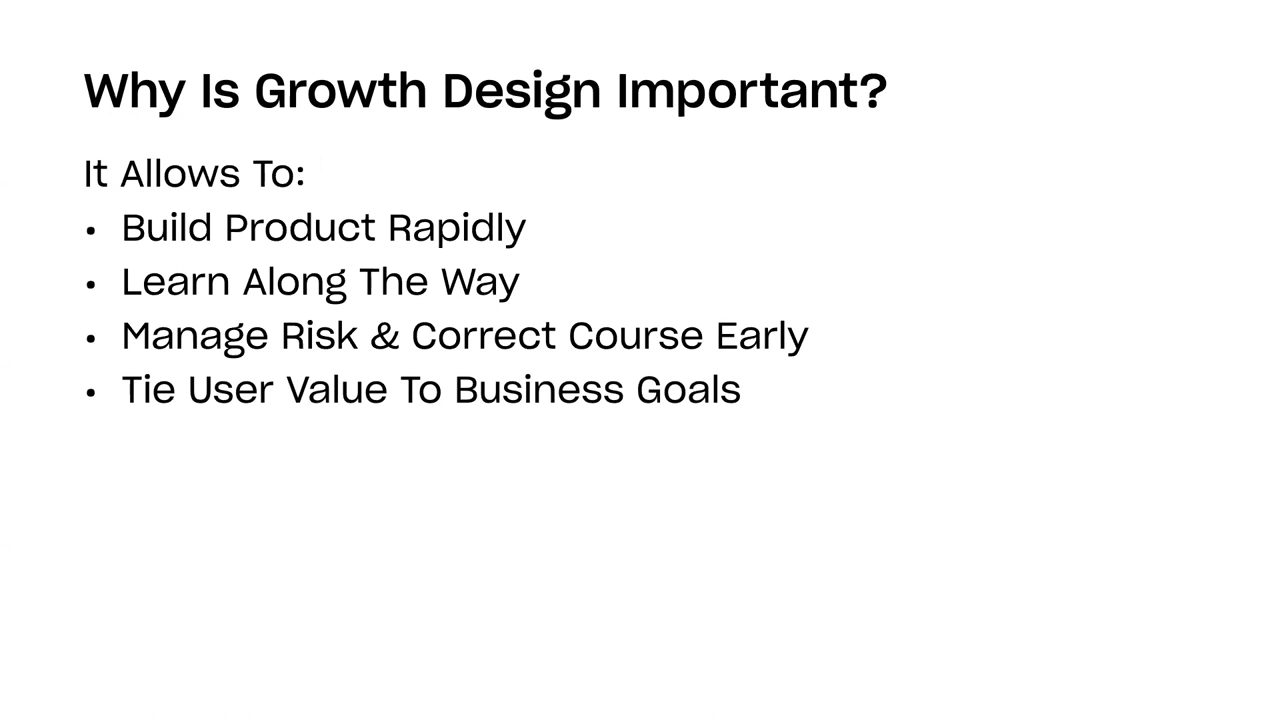 Why Is Growth Design Important?
It Allows To:
• Build Product Rapidly
• Learn Along The Way
• Manage Risk & Correct Course Early
• Tie User Value To Business Goals